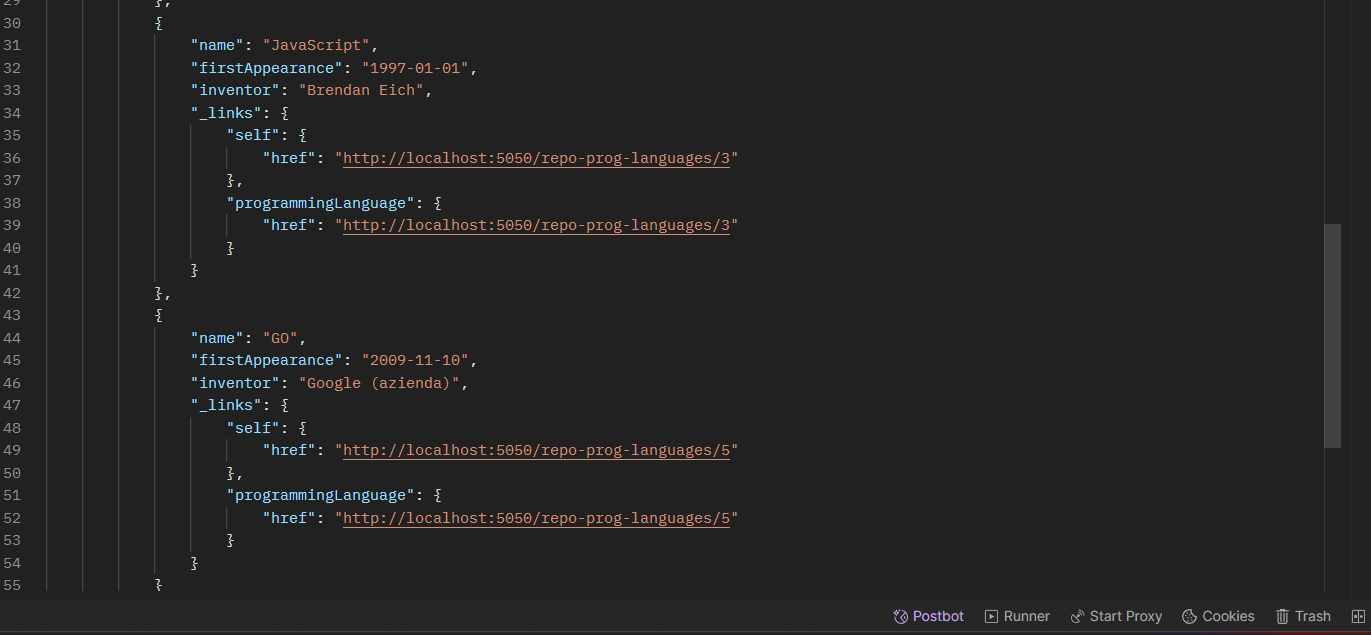 29 },
30 {
31 "name": "JavaScript",
32 "firstAppearance": "1997-01-01",
33 "inventor": "Brendan Eich",
34 "_links": {
35 "self": {
36 "href": "http://localhost:5050/repo-prog-languages/3"
37 },
38 "programmingLanguage": {
39 "href": "http://localhost:5050/repo-prog-languages/3"
40 }
41 }
42 },
43 {
44 "name": "GO",
45 "firstAppearance": "2009-11-10",
46 "inventor": "Google (azienda)",
47 "_links": {
48 "self": {
49 "href": "http://localhost:5050/repo-prog-languages/5"
50 },
51 "programmingLanguage": {
52 "href": "http://localhost:5050/repo-prog-languages/5"
53 }
54 }
55 }
Postbot Runner Start Proxy Cookies Trash